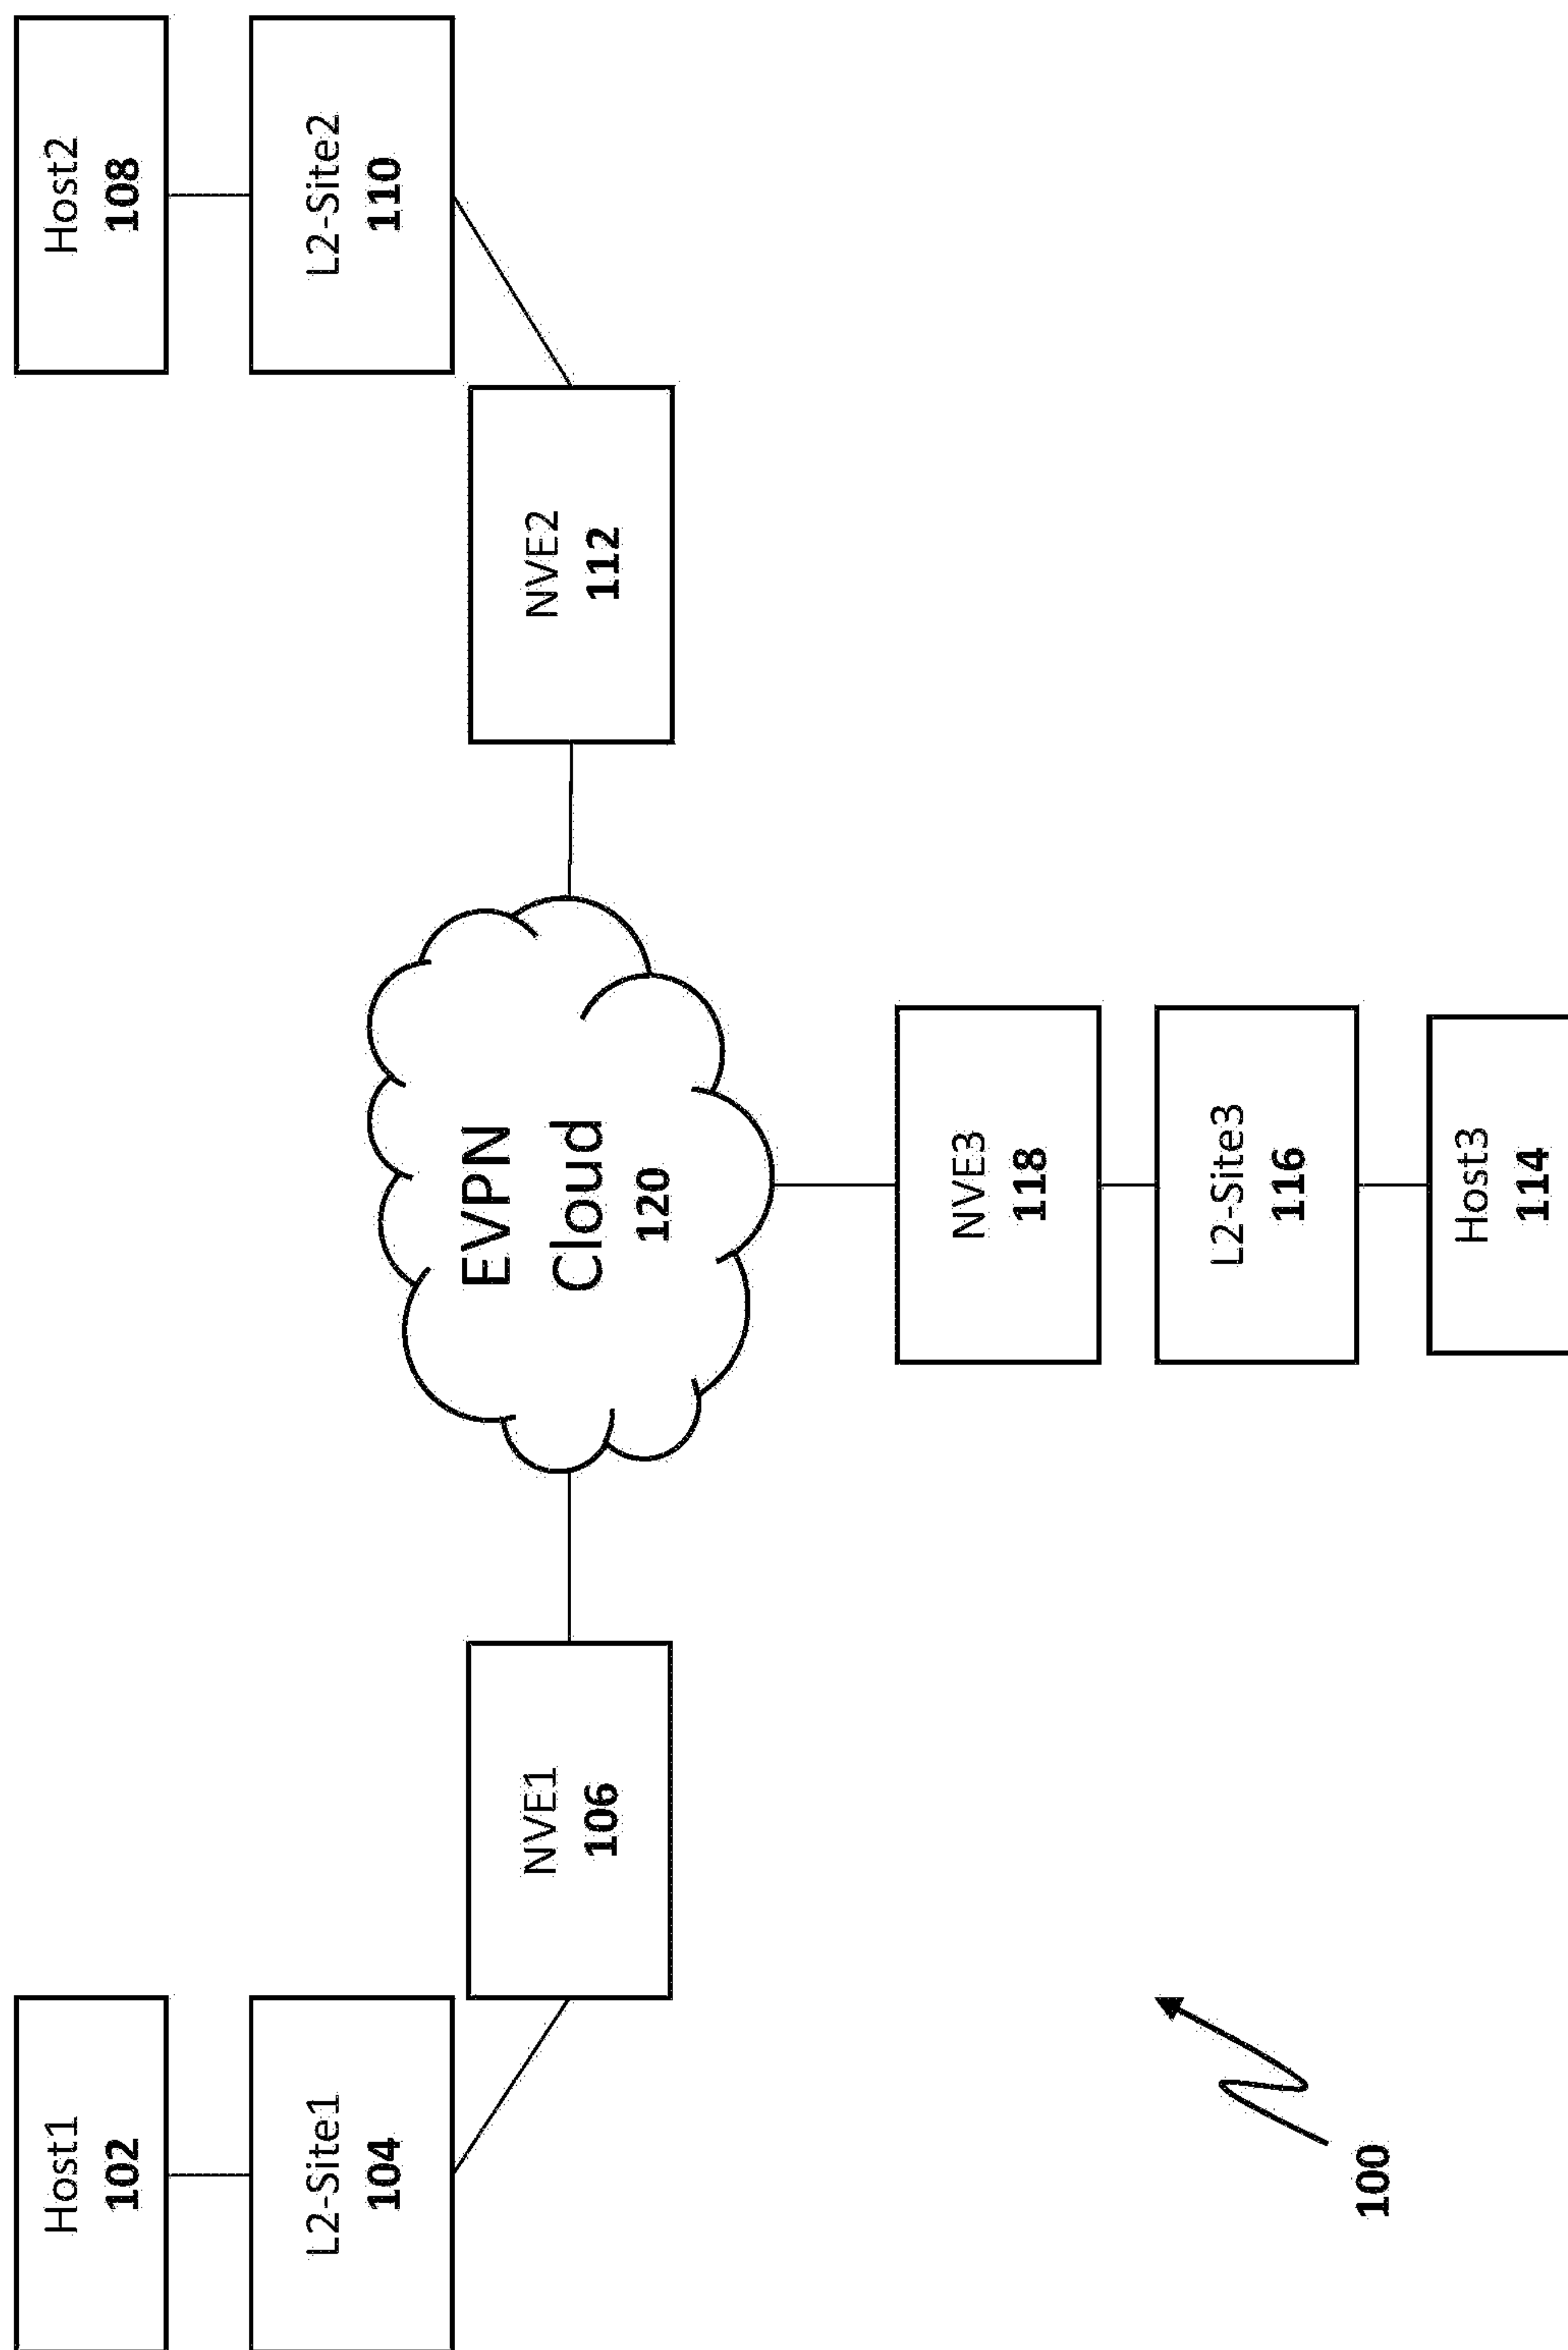 Host1
102
L2-Site1
104
NVE1
106
Host2
108
L2-Site2
110
NVE2
112
EVPN
Cloud
120
NVE3
118
L2-Site3
116
Host3
114
100